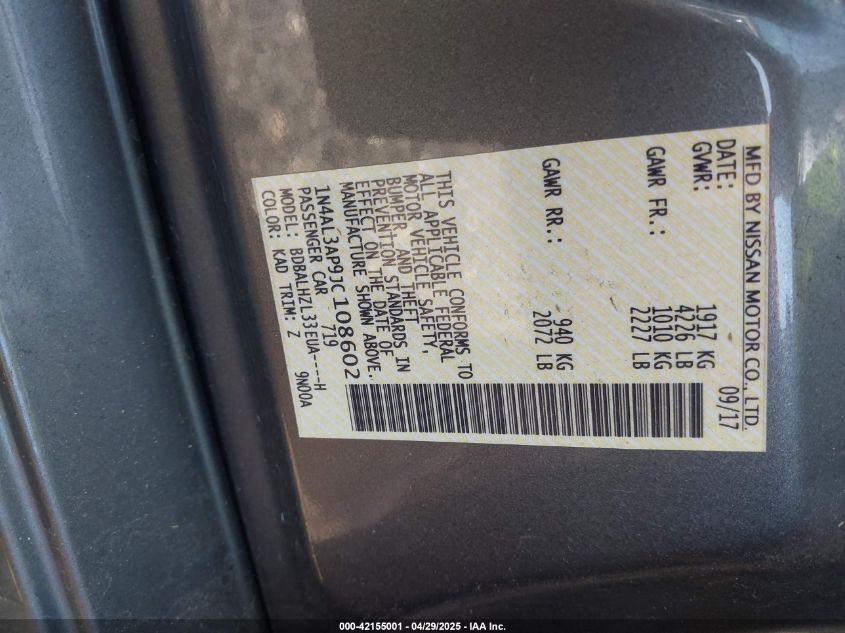 MFD BY NISSAN MOTOR CO., LTD.
DATE: 09/17
GVWR: 1917 KG
4226 LB
GAWR FR.: 1010 KG
2227 LB
GAWR RR.: 940 KG
2072 LB
THIS VEHICLE CONFORMS TO
ALL APPLICABLE FEDERAL
MOTOR VEHICLE SAFETY,
BUMPER, AND THEFT
PREVENTION STANDARDS IN
EFFECT ON THE DATE OF
MANUFACTURE SHOWN ABOVE.
1N4AL3AP9JC108602
PASSENGER CAR 719
MODEL: BDBALHZL33EUA----H
COLOR: KAD TRIM: Z 9N00A
000-42155001 - 04/29/2025 - IAA Inc.